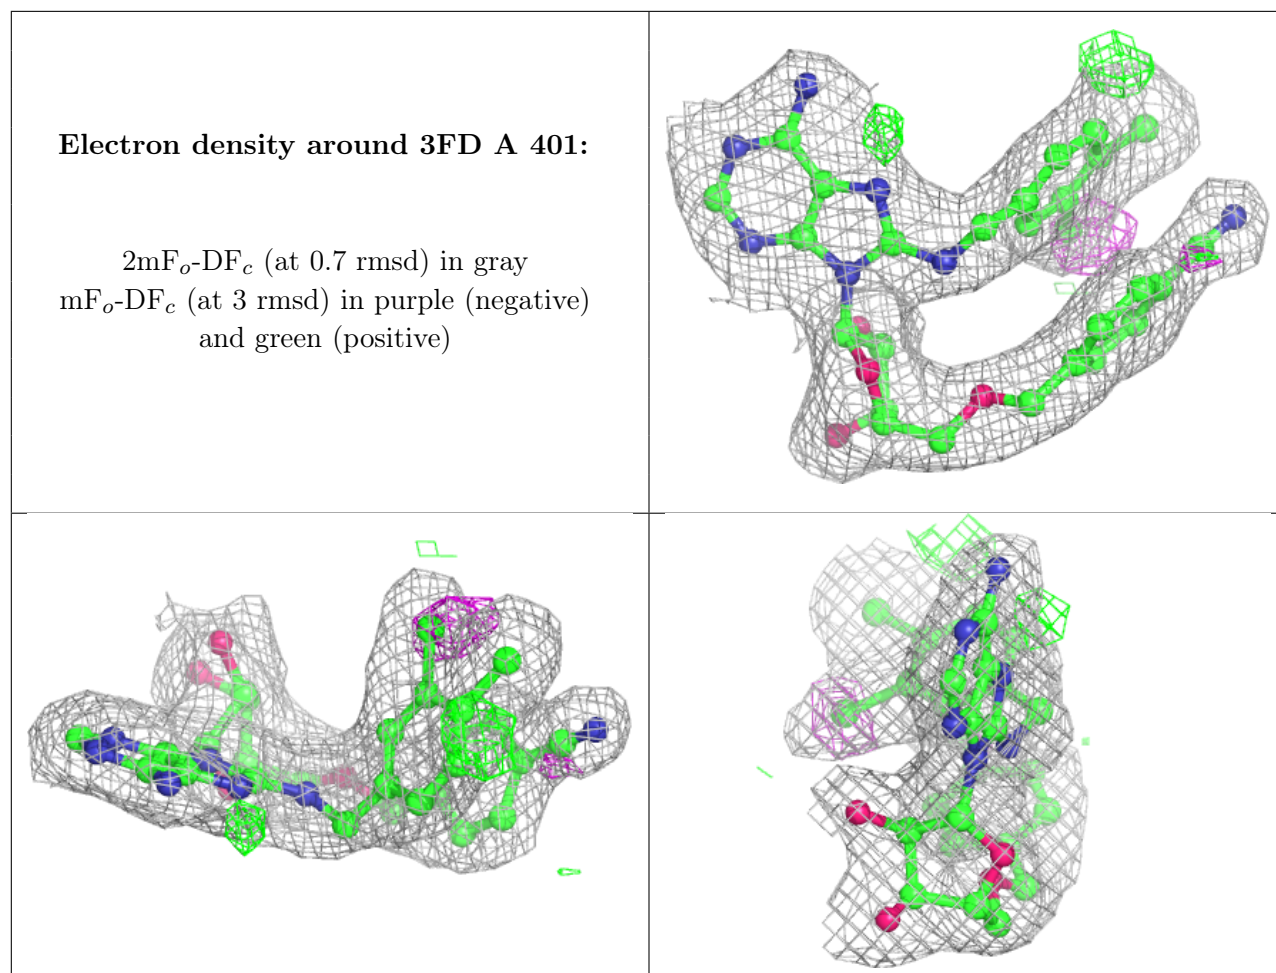 Electron density around 3FD A 401:
2mFₒ-DF𝒸 (at 0.7 rmsd) in gray
mFₒ-DF𝒸 (at 3 rmsd) in purple (negative)
and green (positive)